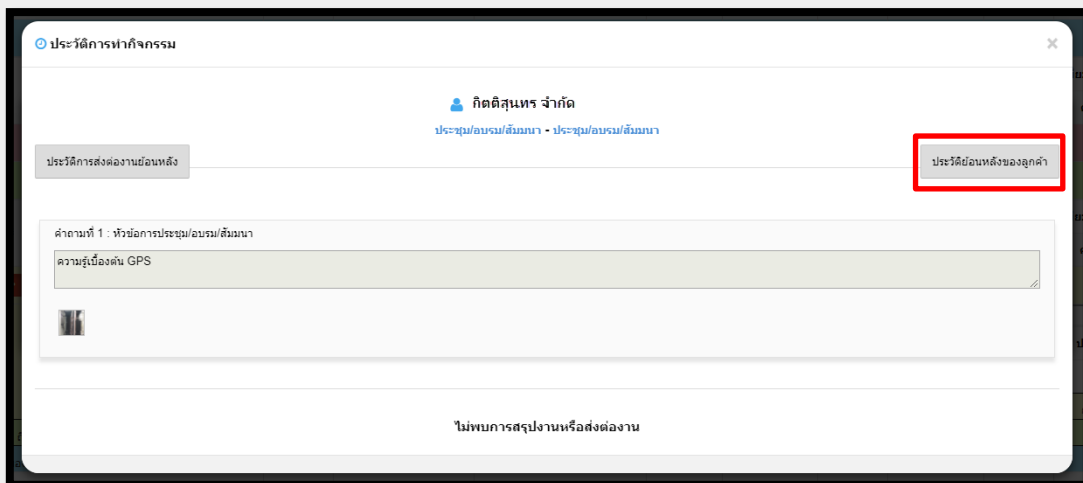 ประวัติการทำกิจกรรม
กิตติสุนทร จำกัด
ประชุม/อบรม/สัมมนา - ประชุม/อบรม/สัมมนา
ประวัติการส่งต่องานย้อนหลัง
ประวัติย้อนหลังของลูกค้า
คำถามที่ 1 : หัวข้อการประชุม/อบรม/สัมมนา
ความรู้เบื้องต้น GPS
ไม่พบการสรุปงานหรือส่งต่องาน